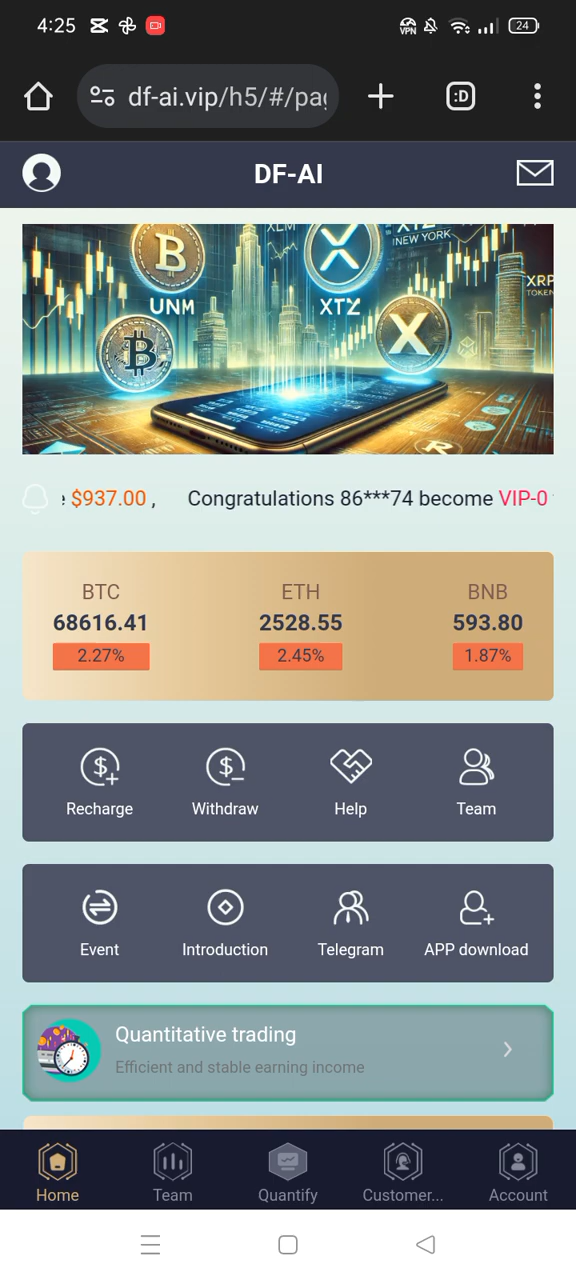 4:25
VPN
24
df-ai.vip/h5/#/pag
:D
DF-AI
XLM
NEW YORK
UNM
XTZ
XRP
TOKEN
$937.00 ,
Congratulations 86***74 become VIP-0
BTC ETH BNB
68616.41 2528.55 593.80
2.27% 2.45% 1.87%
Recharge Withdraw Help Team
Event Introduction Telegram APP download
Quantitative trading
Efficient and stable earning income
Home Team Quantify Customer... Account